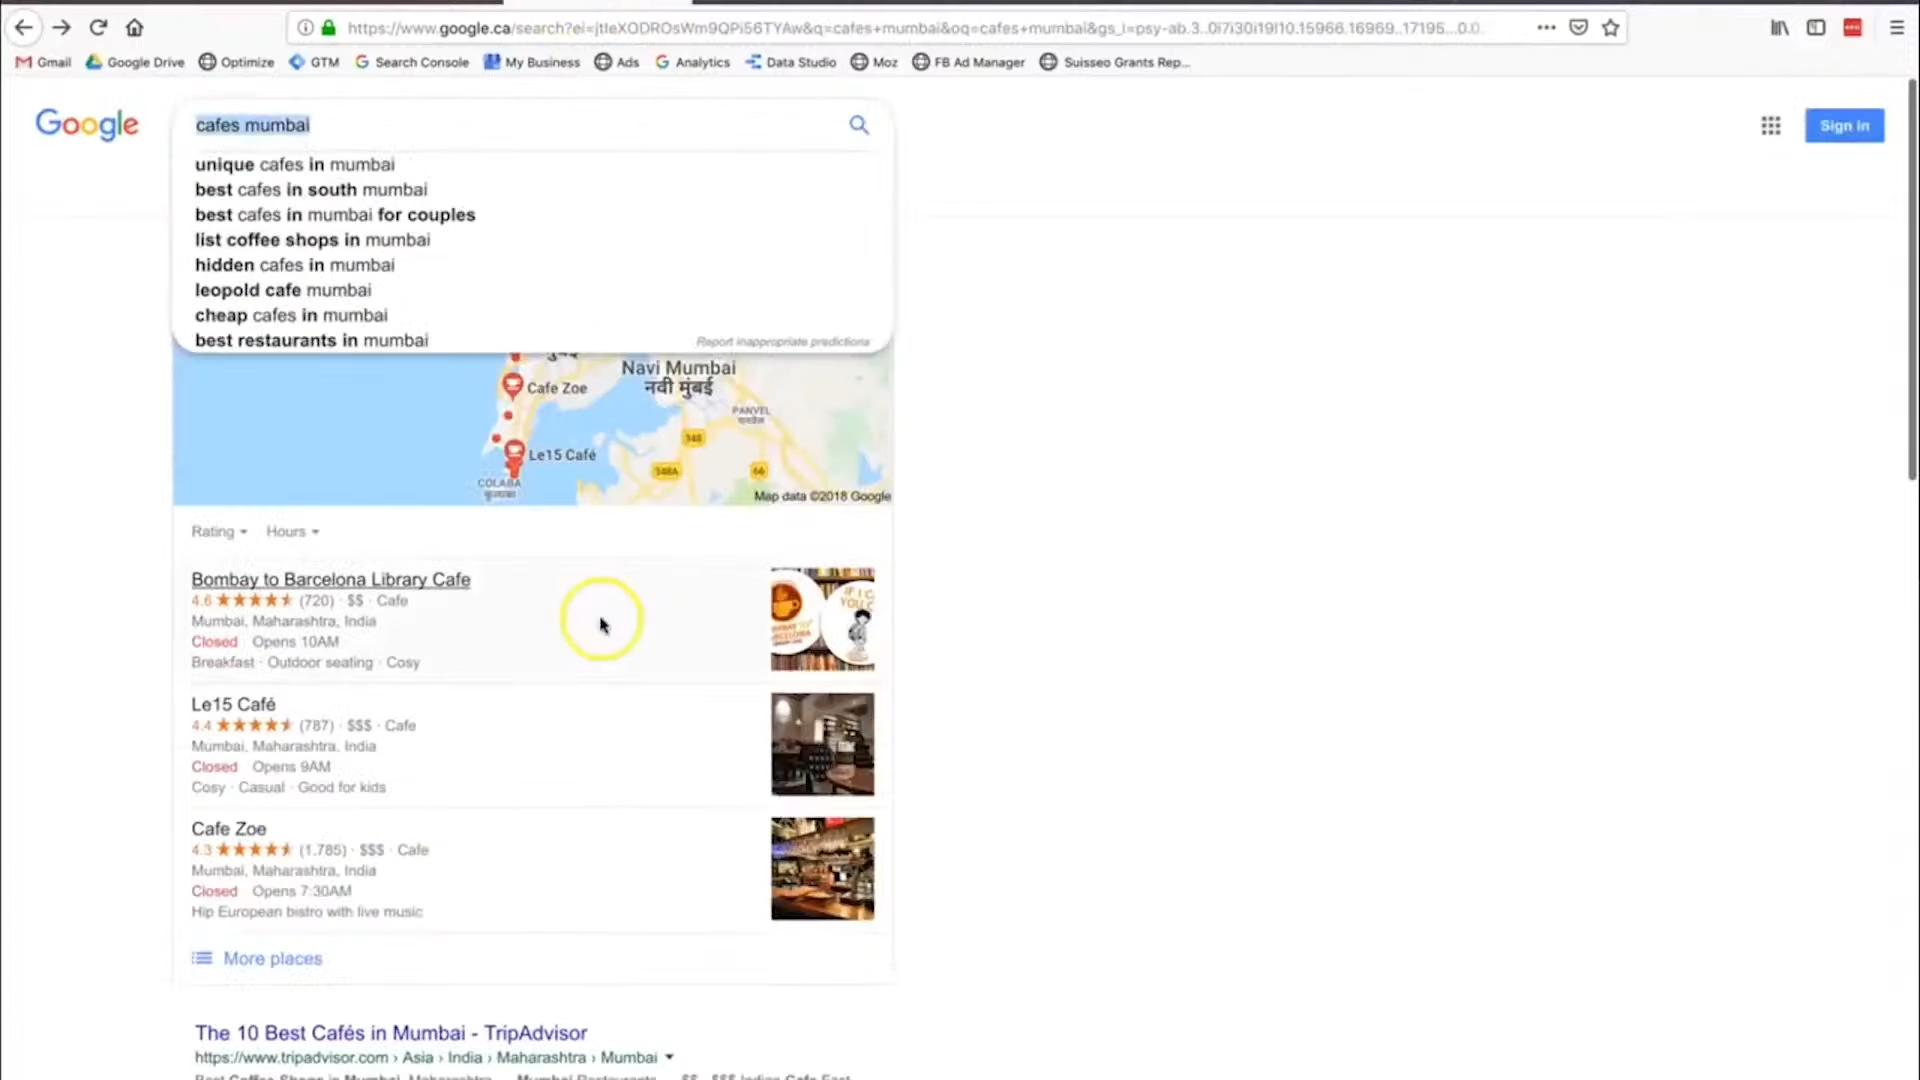 https://www.google.ca/search?ei=jtIeXODROsWm9QPi56TYAw&q=cafes+mumbai&oq=cafes+mumbai&gs_l=psy-ab.3..0i7i30i19l10.15966.16969..17195...0.0.
Gmail Google Drive Optimize GTM Search Console My Business Ads Analytics Data Studio Moz FB Ad Manager Suisseo Grants Rep...
Google
cafes mumbai
Sign in
unique cafes in mumbai
best cafes in south mumbai
best cafes in mumbai for couples
list coffee shops in mumbai
hidden cafes in mumbai
leopold cafe mumbai
cheap cafes in mumbai
best restaurants in mumbai
Report inappropriate predictions
Navi Mumbai
नवी मुंबई
Cafe Zoe
PANVEL
पनवेल
348
Le15 Café
348A
66
COLABA
कुलाबा
Map data ©2018 Google
Rating Hours
Bombay to Barcelona Library Cafe
4.6 (720) · $$ · Cafe
Mumbai, Maharashtra, India
Closed Opens 10AM
Breakfast · Outdoor seating · Cosy
Le15 Café
4.4 (787) · $$$ · Cafe
Mumbai, Maharashtra, India
Closed Opens 9AM
Cosy · Casual · Good for kids
Cafe Zoe
4.3 (1,785) · $$$ · Cafe
Mumbai, Maharashtra, India
Closed Opens 7:30AM
Hip European bistro with live music
More places
The 10 Best Cafés in Mumbai - TripAdvisor
https://www.tripadvisor.com › Asia › India › Maharashtra › Mumbai